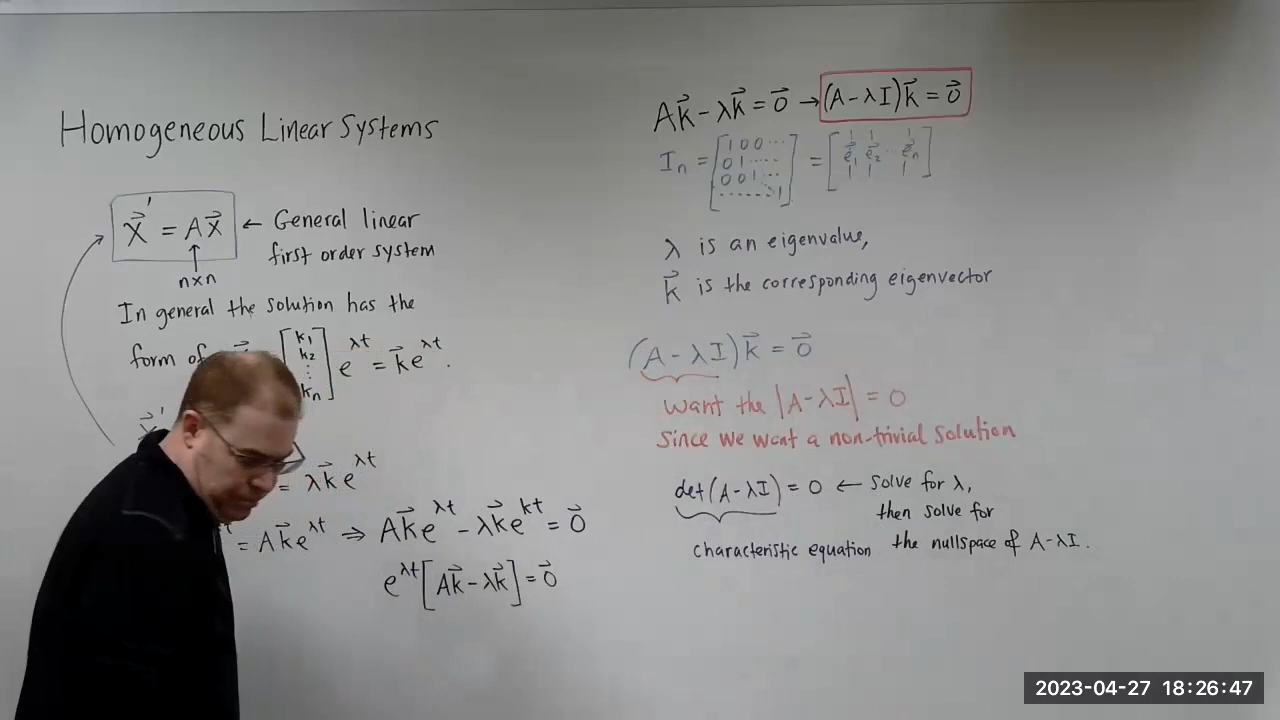 Homogeneous Linear Systems
X⃗' = AX⃗ ← General linear
first order system
↑
n×n
In general the solution has the
form of [k₁ k₂ ⋮ kₙ] e^λt = k⃗e^λt.
= λk⃗e^λt
= Ak⃗e^λt ⇒ Ak⃗e^λt - λk⃗e^kt = 0⃗
e^λt[Ak⃗ - λk⃗] = 0⃗
Ak⃗ - λk⃗ = 0⃗ → (A - λI)k⃗ = 0⃗
Iₙ = [1 0 0 ⋯ 0 1 ⋯ 0 0 1 ⋯ ⋯ 1] = [e⃗₁ e⃗₂ ⋯ e⃗ₙ]
λ is an eigenvalue,
k⃗ is the corresponding eigenvector
(A - λI)k⃗ = 0⃗
Want the |A-λI| = 0
Since we want a non-trivial solution
det(A-λI) = 0 ← Solve for λ,
then solve for
characteristic equation the nullspace of A-λI.
2023-04-27 18:26:47